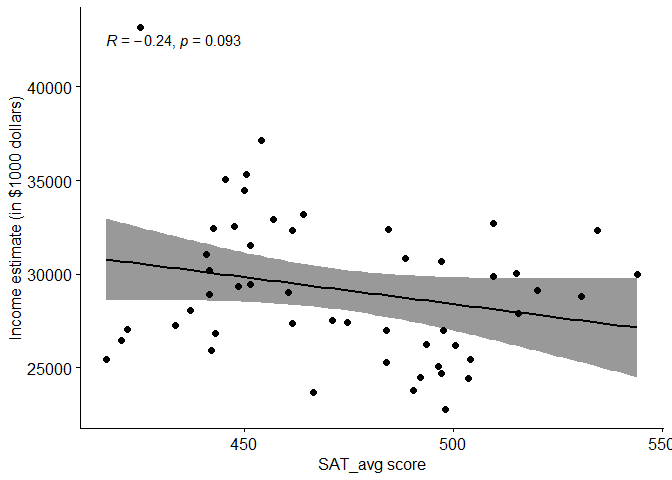 R = −0.24, p = 0.093
40000
35000
30000
25000
Income estimate (in $1000 dollars)
450
500
550
SAT_avg score